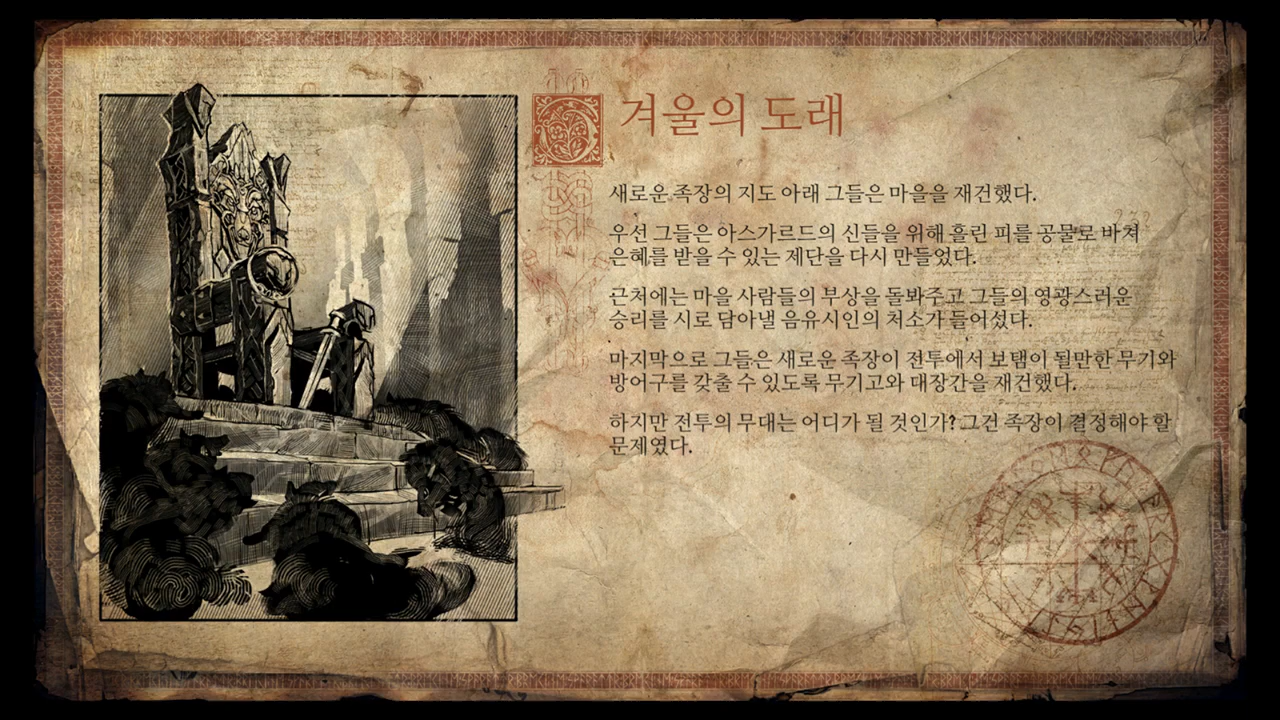 겨울의 도래
새로운 족장의 지도 아래 그들은 마을을 재건했다.
우선 그들은 아스가르드의 신들을 위해 흘린 피를 공물로 바쳐
은혜를 받을 수 있는 제단을 다시 만들었다.
근처에는 마을 사람들의 부상을 돌봐주고 그들의 영광스러운
승리를 시로 담아낼 음유시인의 처소가 들어섰다.
마지막으로 그들은 새로운 족장이 전투에서 보탬이 될만한 무기와
방어구를 갖출 수 있도록 무기고와 대장간을 재건했다.
하지만 전투의 무대는 어디가 될 것인가? 그건 족장이 결정해야 할
문제였다.